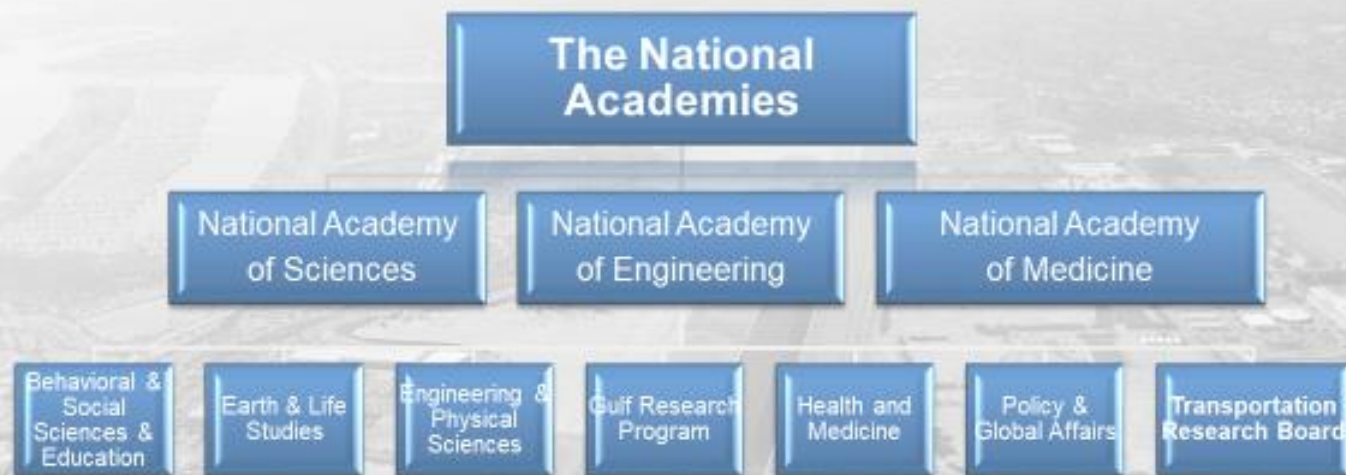 The National
Academies
National Academy
of Sciences
National Academy
of Engineering
National Academy
of Medicine
Behavioral &
Social
Sciences &
Education
Earth & Life
Studies
Engineering &
Physical
Sciences
Gulf Research
Program
Health and
Medicine
Policy &
Global Affairs
Transportation
Research Board